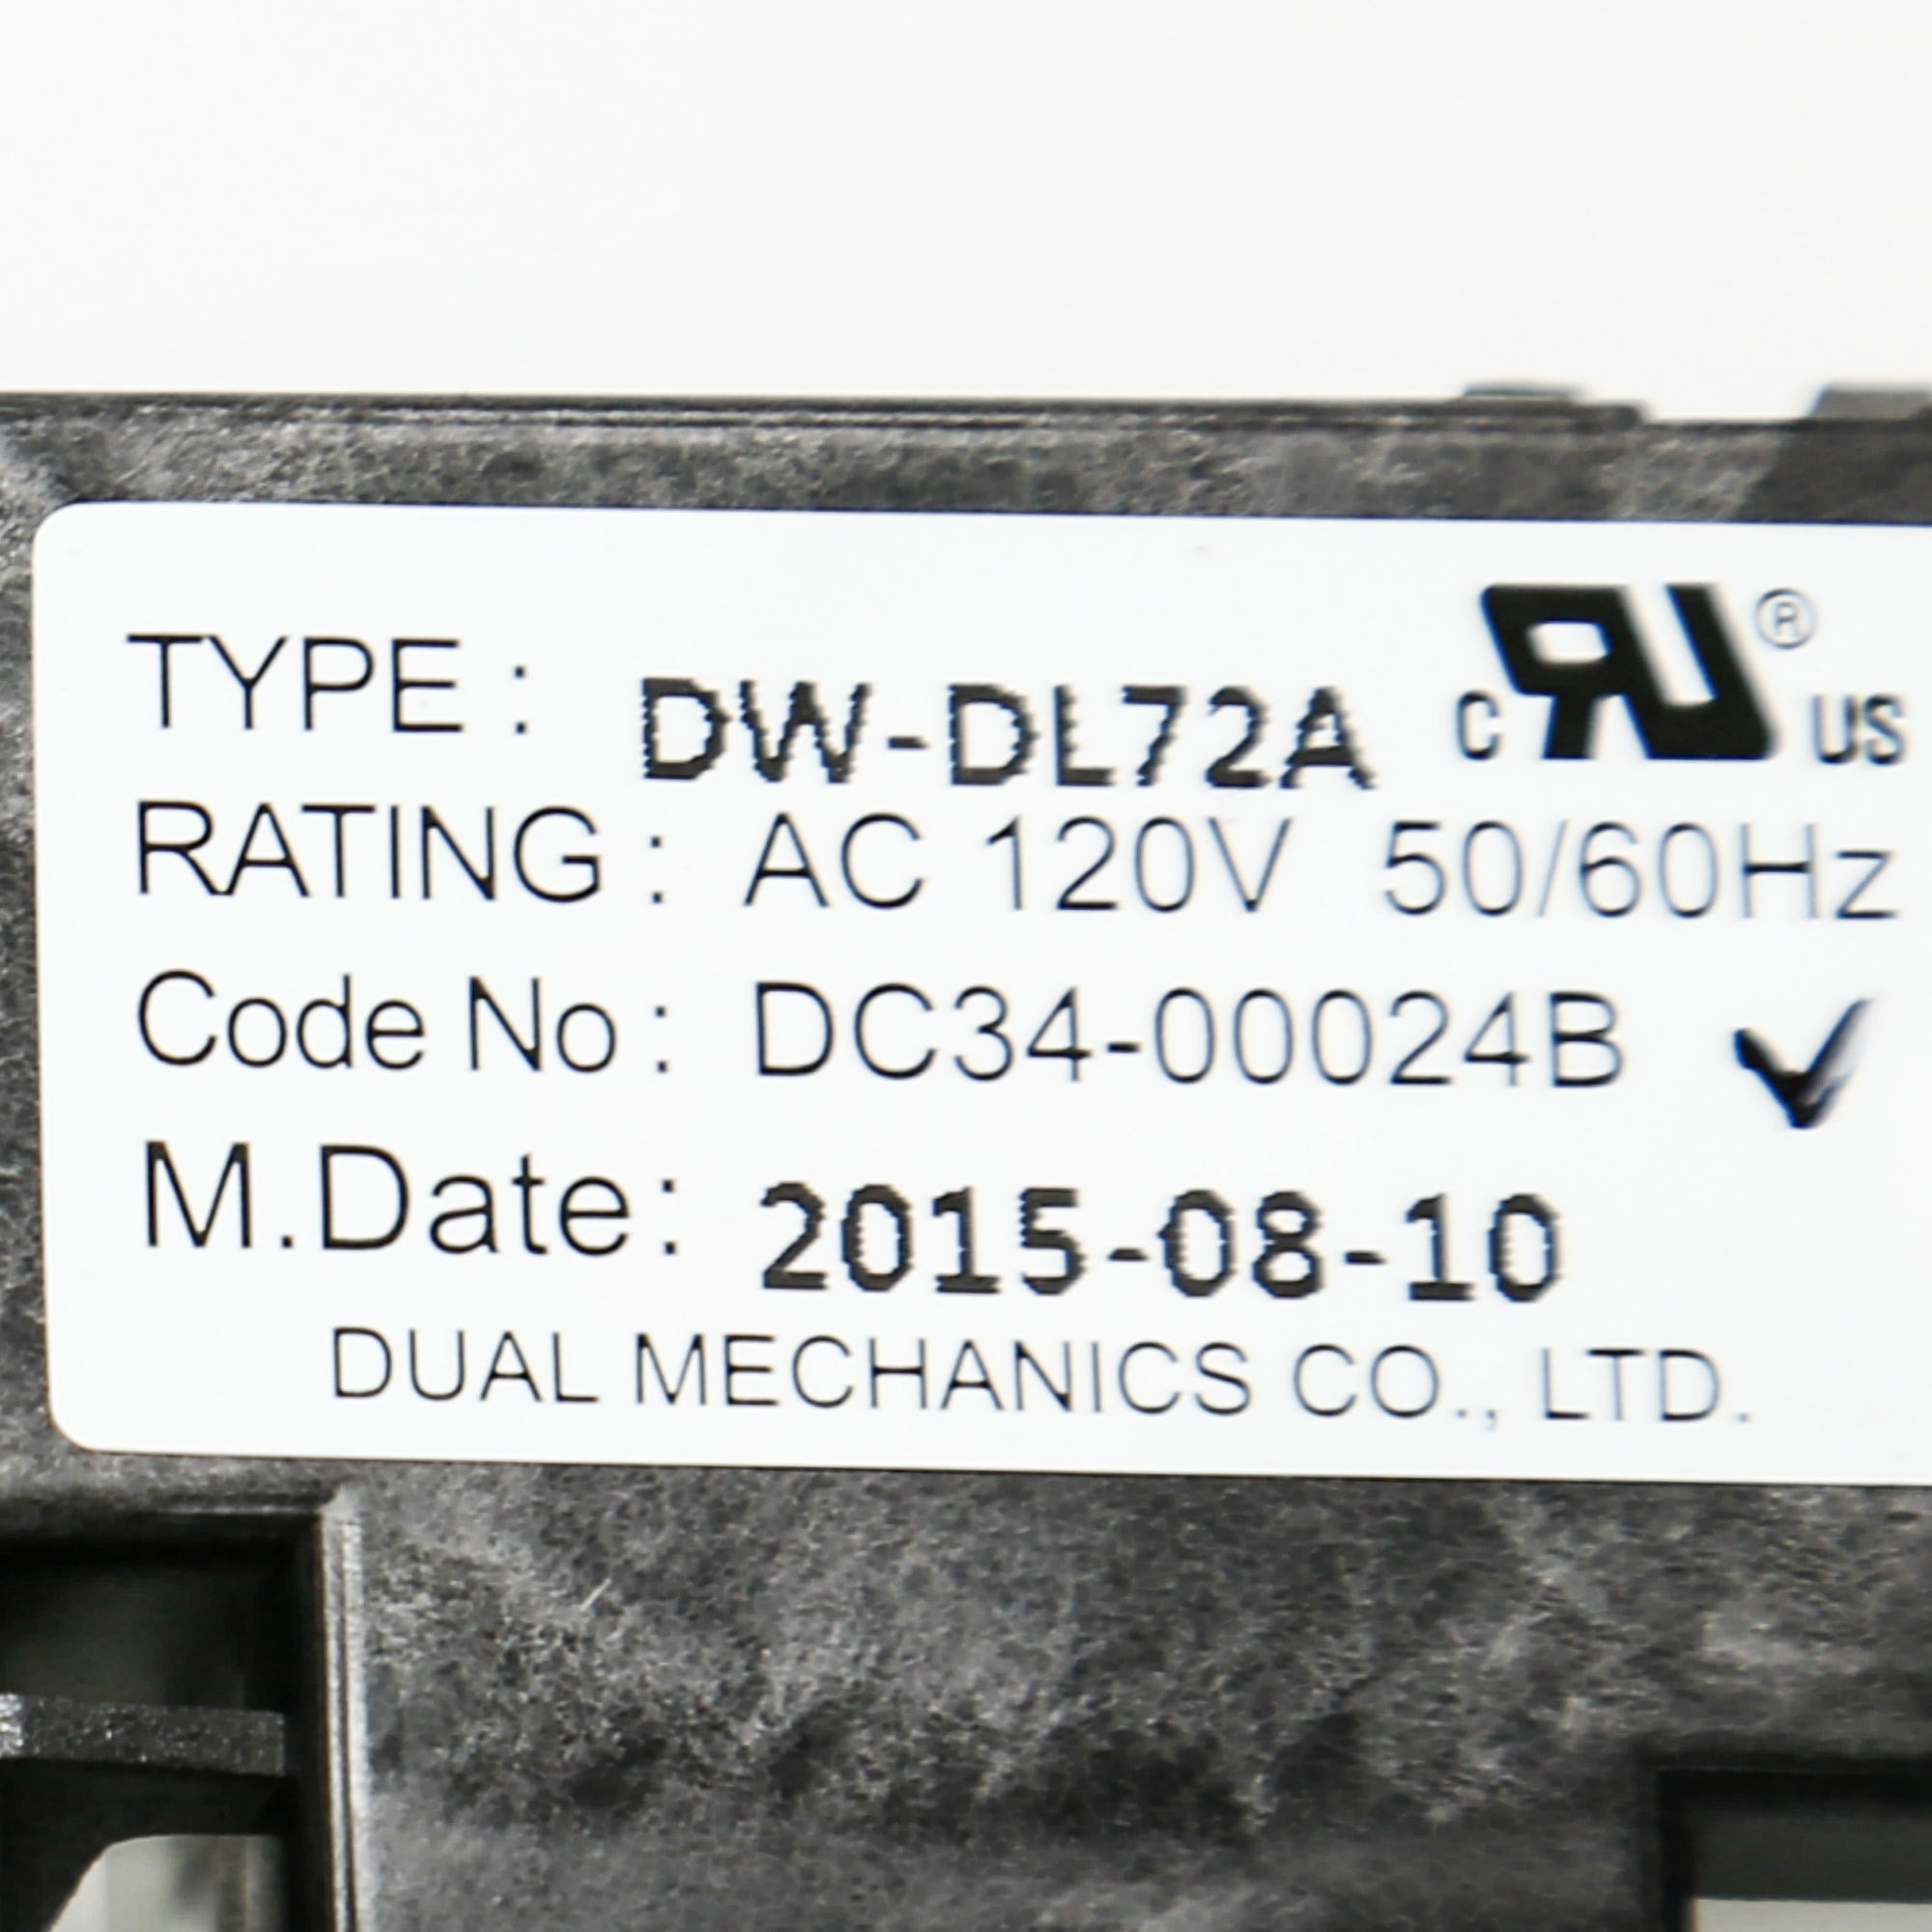 TYPE : DW-DL72A c RU ® US
RATING : AC 120V 50/60Hz
Code No : DC34-00024B ✓
M.Date : 2015-08-10
DUAL MECHANICS CO., LTD.